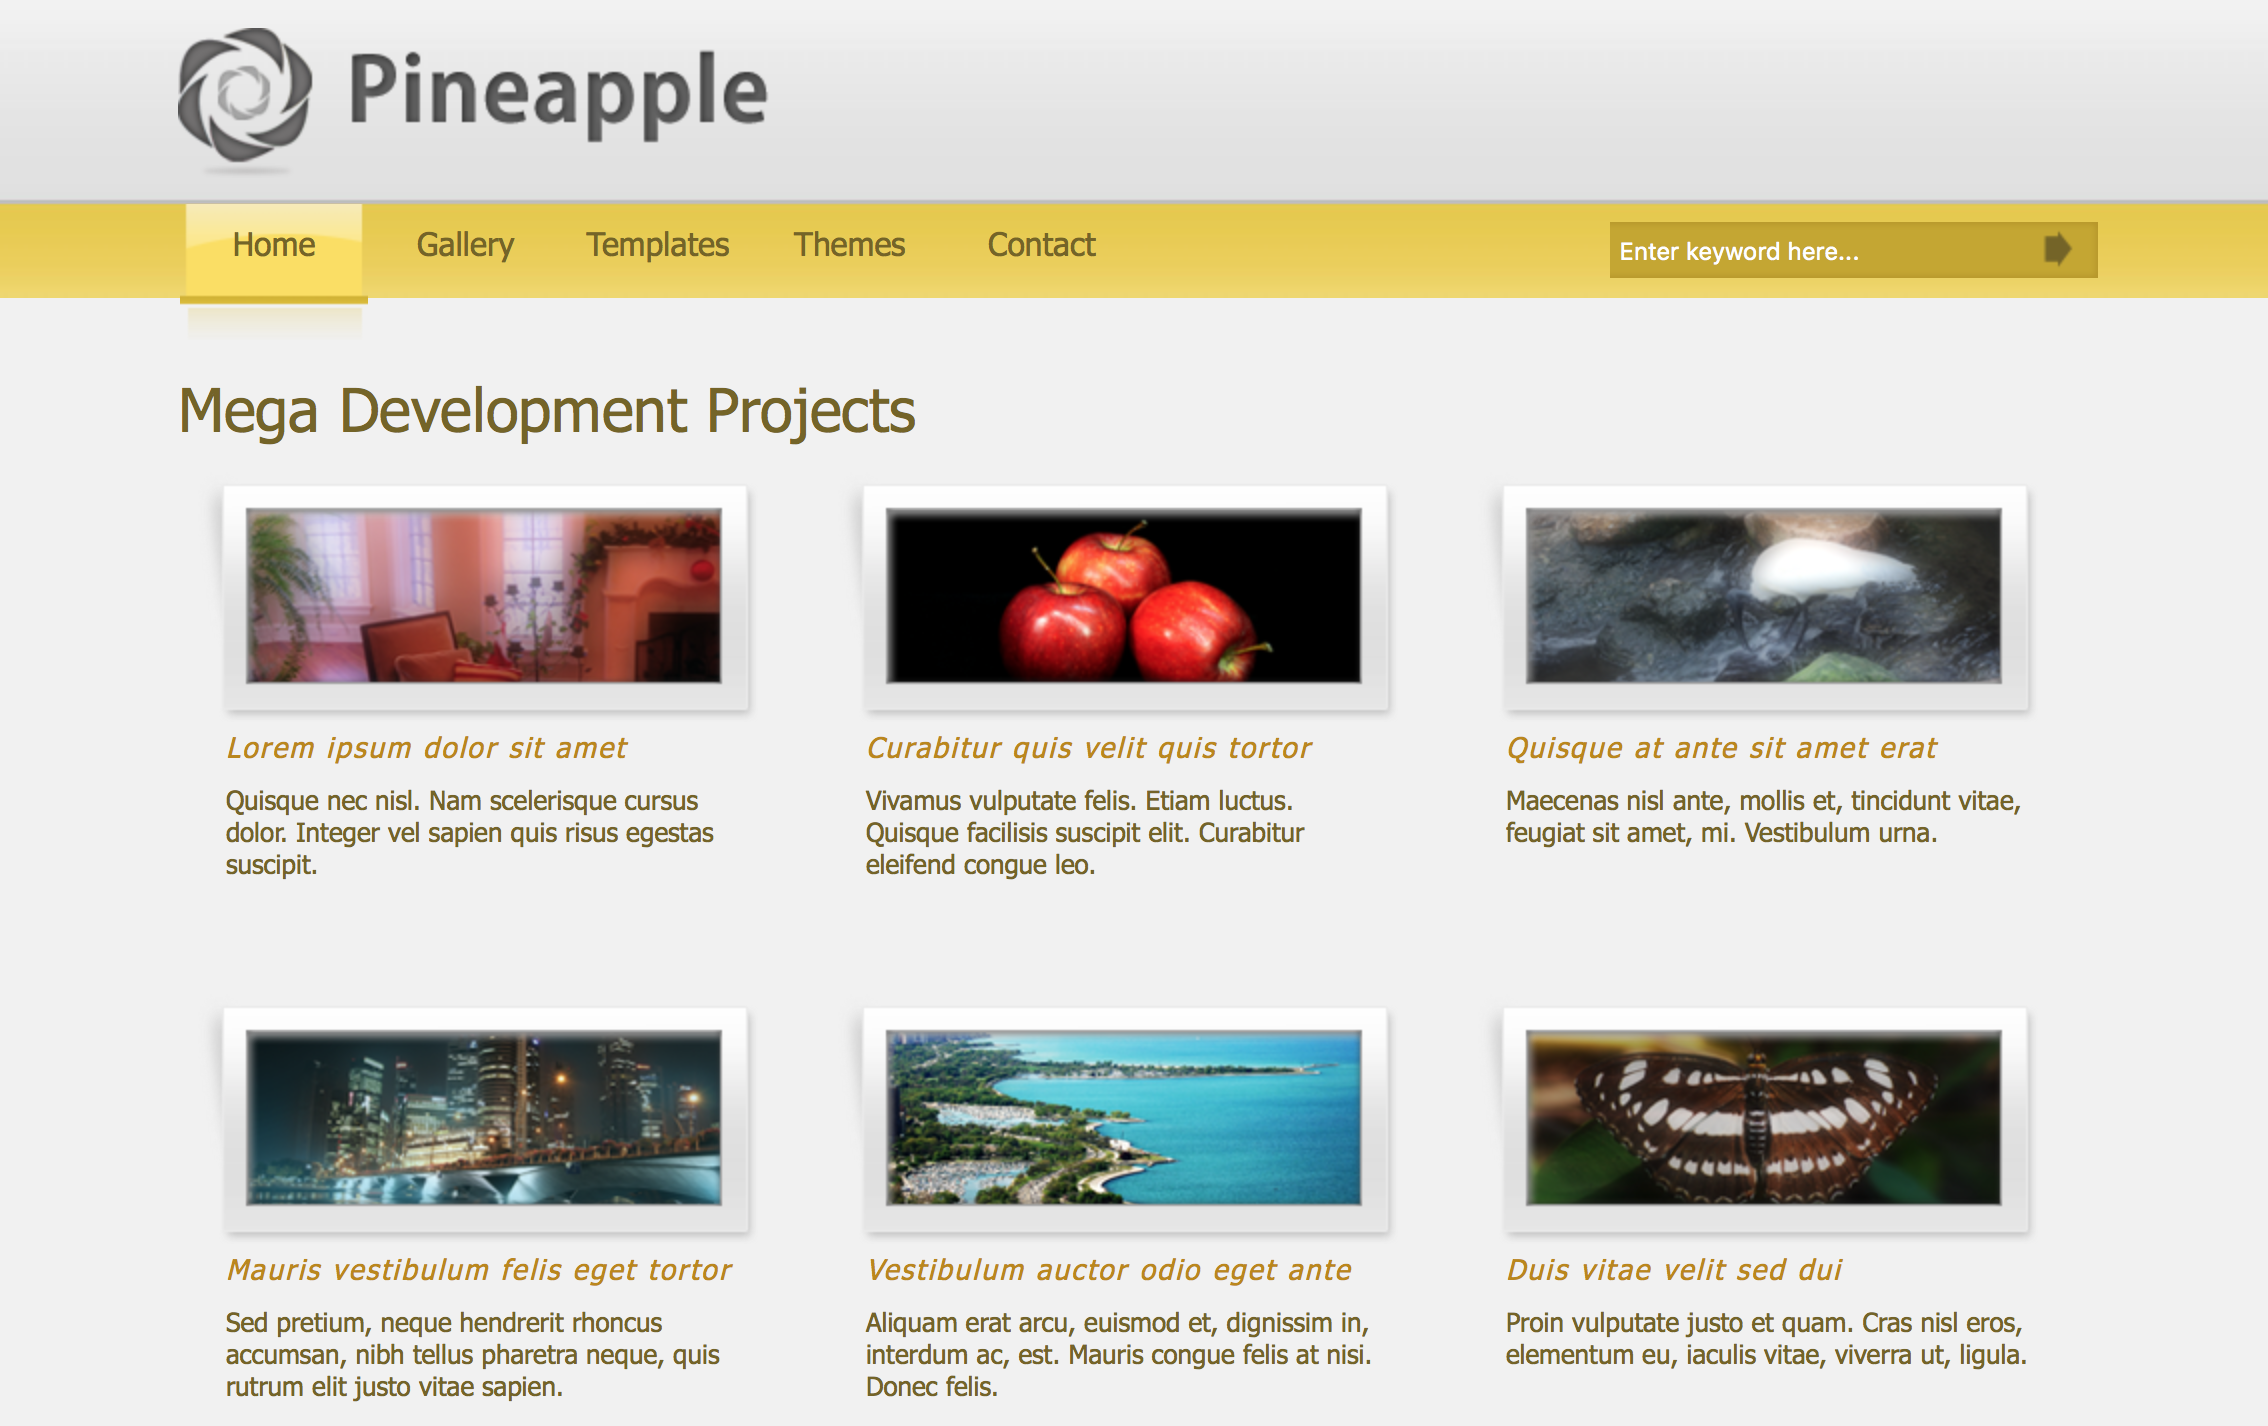 Pineapple
Home Gallery Templates Themes Contact
Enter keyword here...
Mega Development Projects
Lorem ipsum dolor sit amet
Quisque nec nisl. Nam scelerisque cursus
dolor. Integer vel sapien quis risus egestas
suscipit.
Curabitur quis velit quis tortor
Vivamus vulputate felis. Etiam luctus.
Quisque facilisis suscipit elit. Curabitur
eleifend congue leo.
Quisque at ante sit amet erat
Maecenas nisl ante, mollis et, tincidunt vitae,
feugiat sit amet, mi. Vestibulum urna.
Mauris vestibulum felis eget tortor
Sed pretium, neque hendrerit rhoncus
accumsan, nibh tellus pharetra neque, quis
rutrum elit justo vitae sapien.
Vestibulum auctor odio eget ante
Aliquam erat arcu, euismod et, dignissim in,
interdum ac, est. Mauris congue felis at nisi.
Donec felis.
Duis vitae velit sed dui
Proin vulputate justo et quam. Cras nisl eros,
elementum eu, iaculis vitae, viverra ut, ligula.